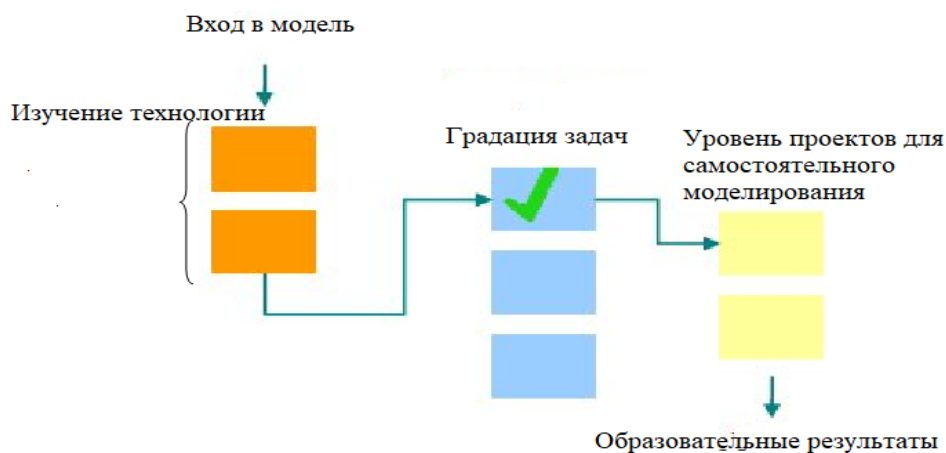 Вход в модель
Изучение технологии
Градация задач
Уровень проектов для
самостоятельного
моделирования
Образовательные результаты